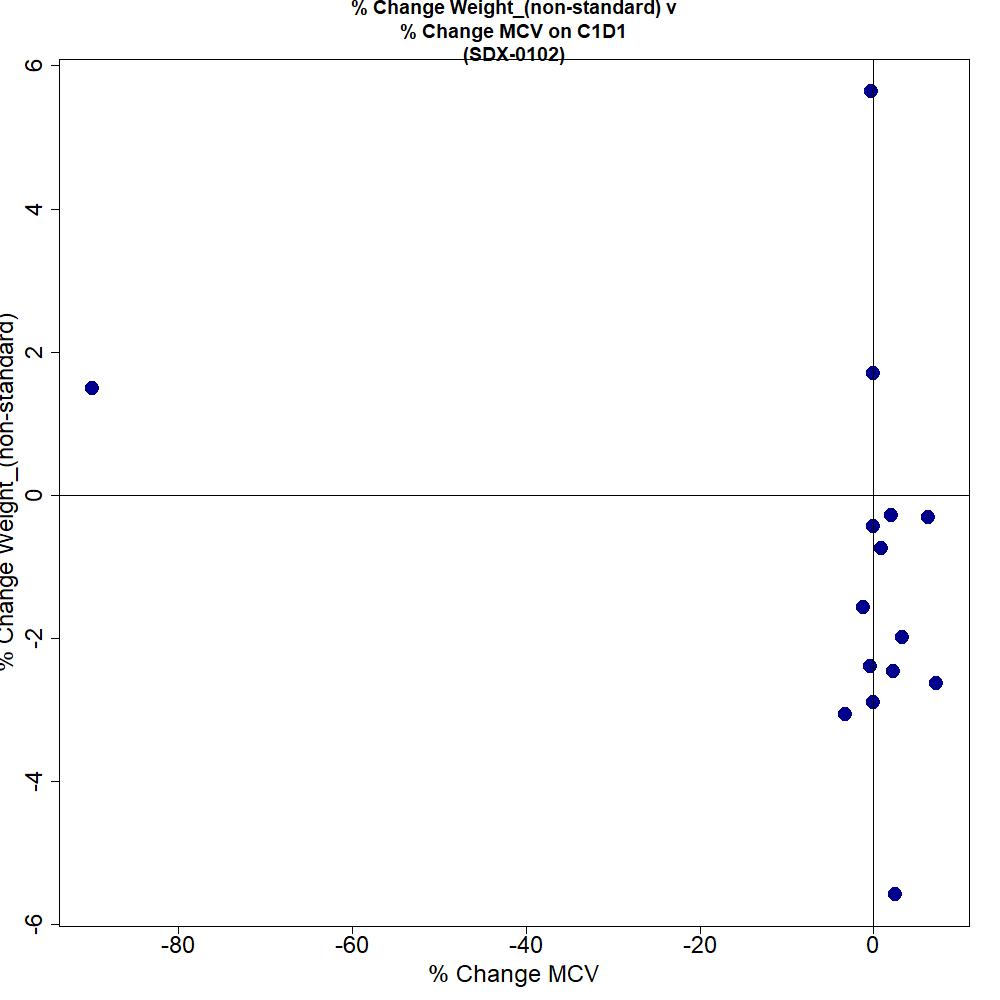 % Change Weight_(non-standard) v
% Change MCV on C1D1
(SDX-0102)
6
4
2
0
-2
-4
-6
% Change Weight_(non-standard)
-80
-60
-40
-20
0
% Change MCV